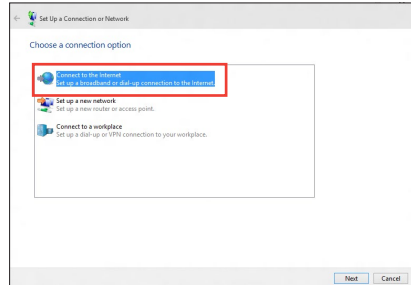 Set Up a Connection or Network
Choose a connection option
Connect to the Internet
Set up a broadband or dial-up connection to the Internet.
Set up a new network
Set up a new router or access point.
Connect to a workplace
Set up a dial-up or VPN connection to your workplace.
Next Cancel